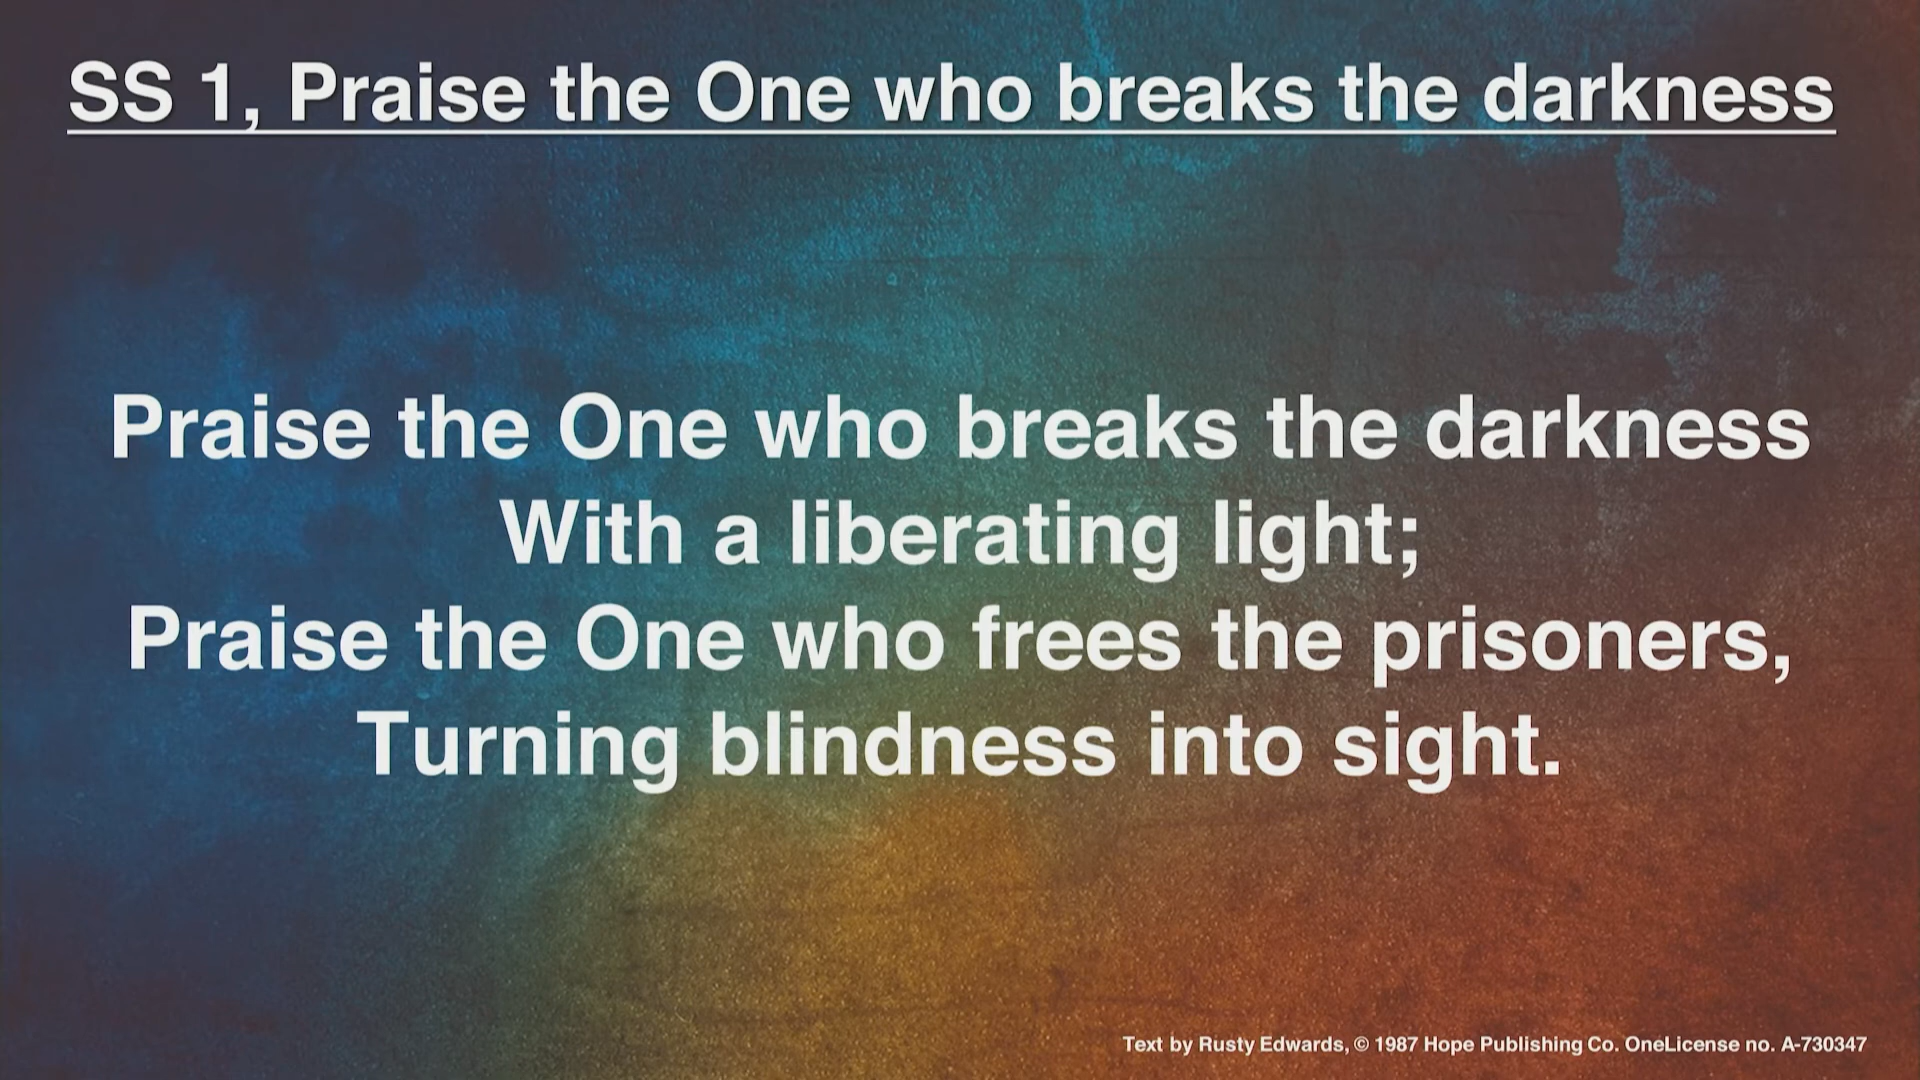 SS 1, Praise the One who breaks the darkness
Praise the One who breaks the darkness
With a liberating light;
Praise the One who frees the prisoners,
Turning blindness into sight.
Text by Rusty Edwards, © 1987 Hope Publishing Co. OneLicense no. A-730347